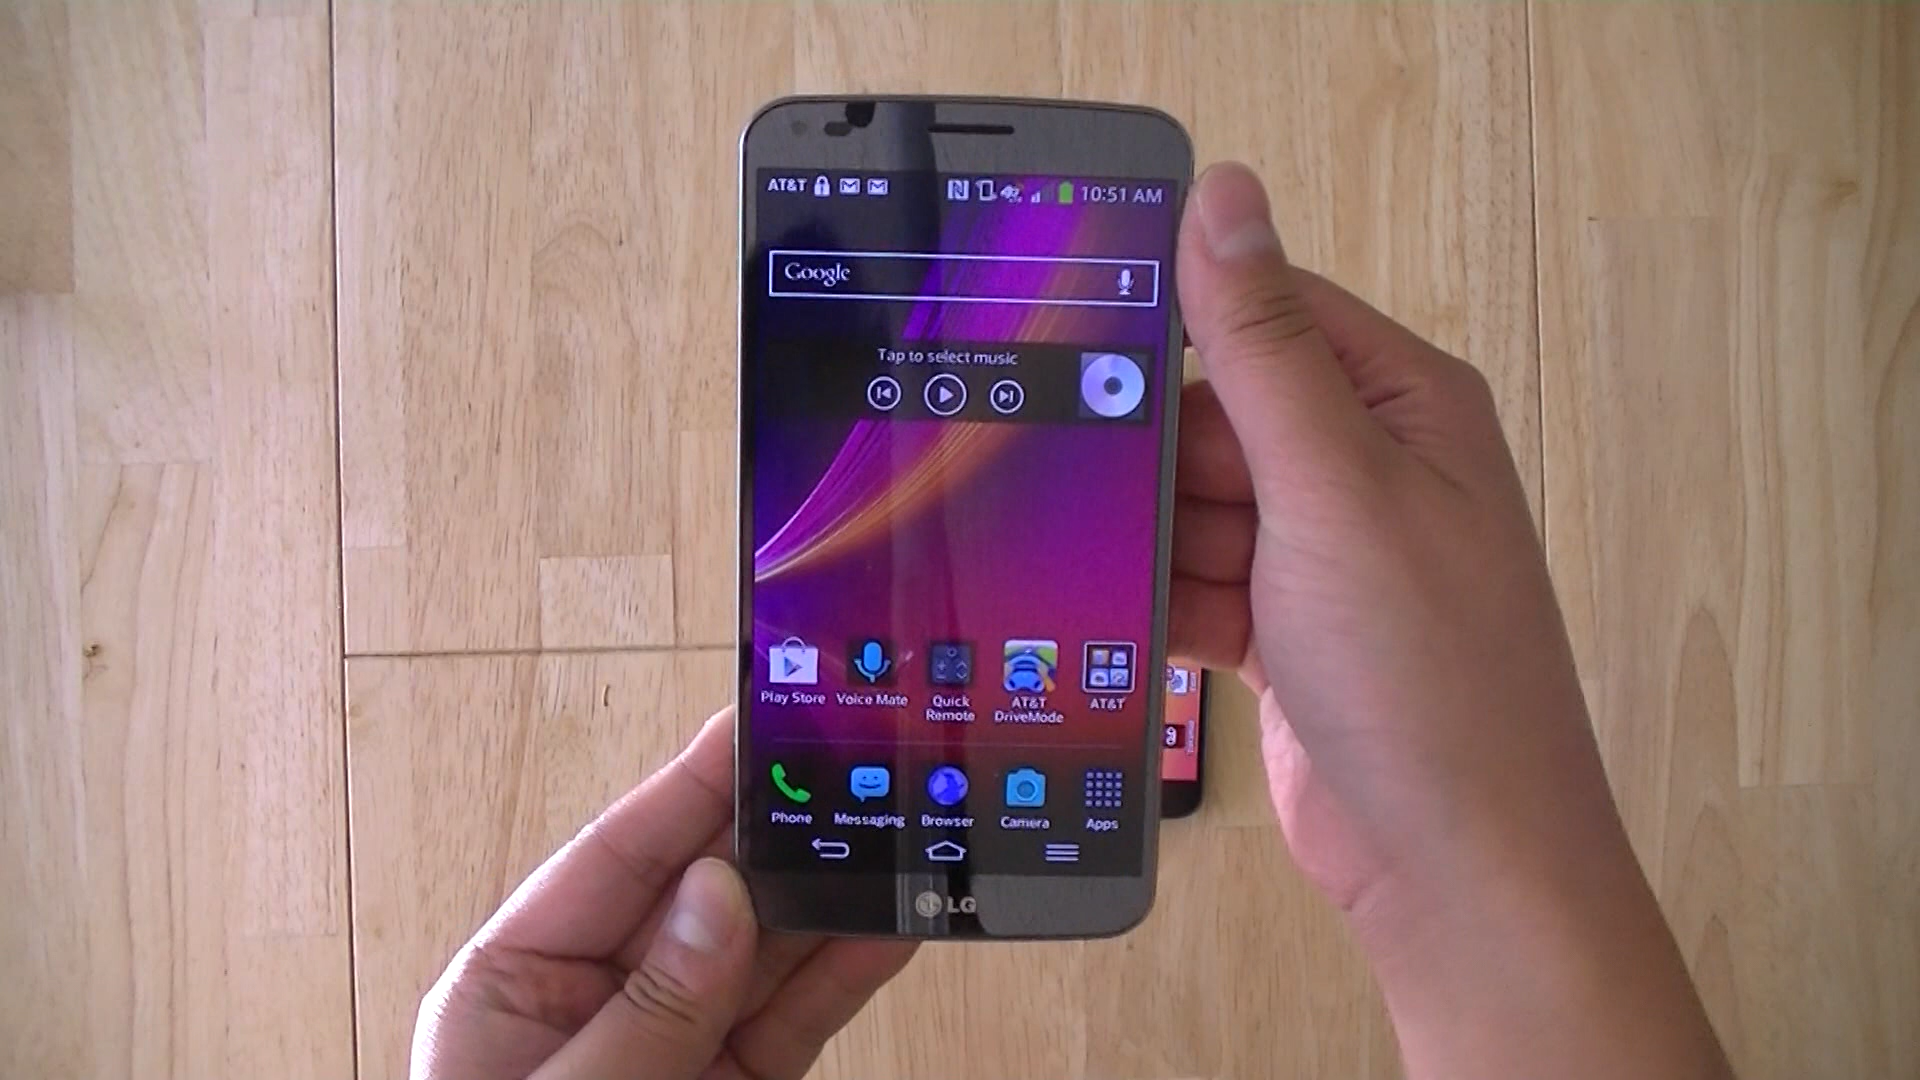 AT&T 10:51 AM
Google
Tap to select music
Play Store
Voice Mate
Quick
Remote
AT&T
DriveMode
AT&T
Phone
Messaging
Browser
Camera
Apps
LG